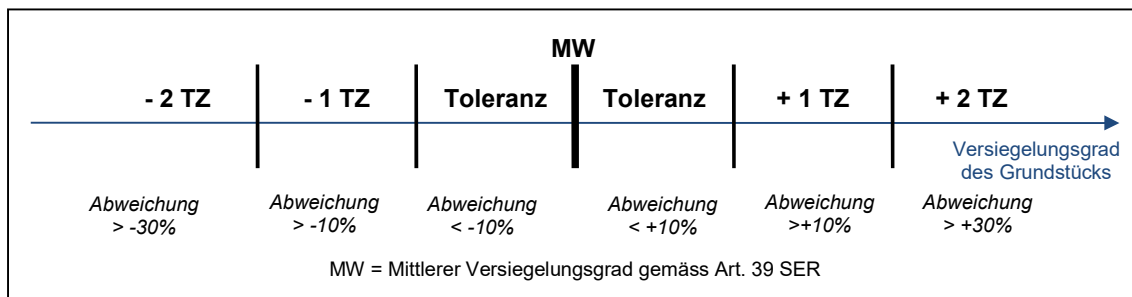 MW
- 2 TZ - 1 TZ Toleranz Toleranz + 1 TZ + 2 TZ
Versiegelungsgrad
des Grundstücks
Abweichung Abweichung Abweichung Abweichung Abweichung Abweichung
> -30% > -10% < -10% < +10% >+10% > +30%
MW = Mittlerer Versiegelungsgrad gemäss Art. 39 SER